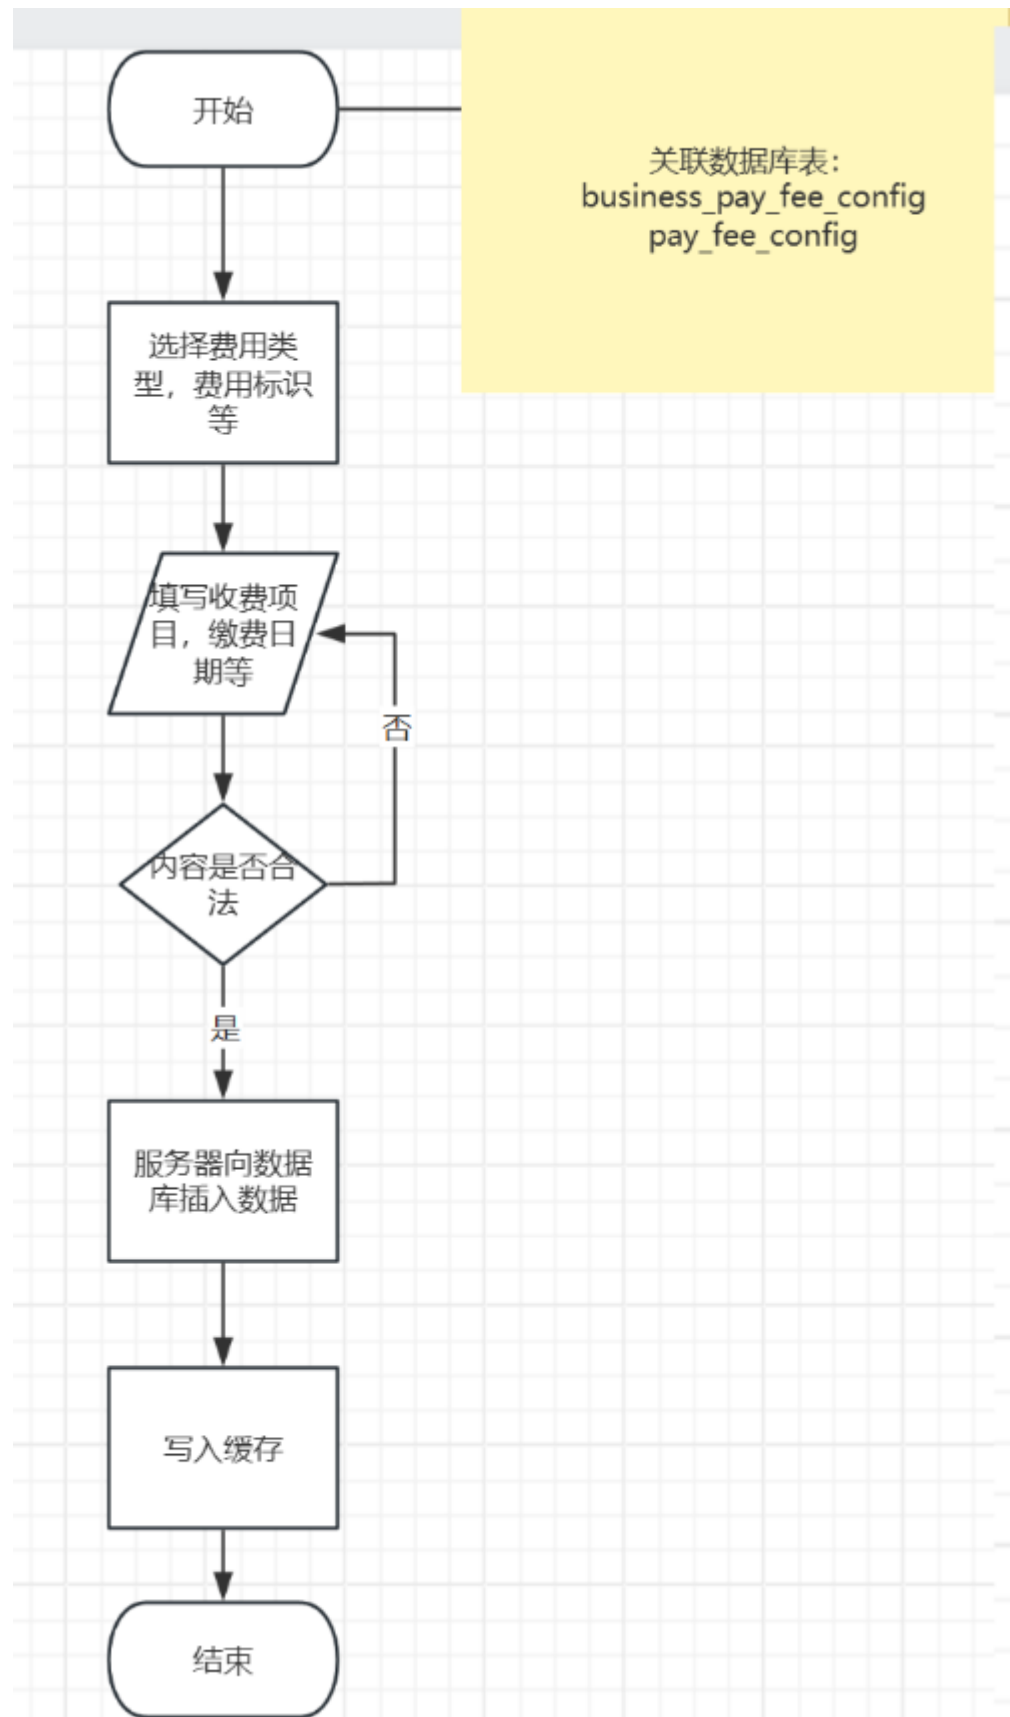 开始
关联数据库表：
business_pay_fee_config
pay_fee_config
选择费用类
型，费用标识
等
填写收费项
目，缴费日
期等
否
内容是否合
法
是
服务器向数据
库插入数据
写入缓存
结束